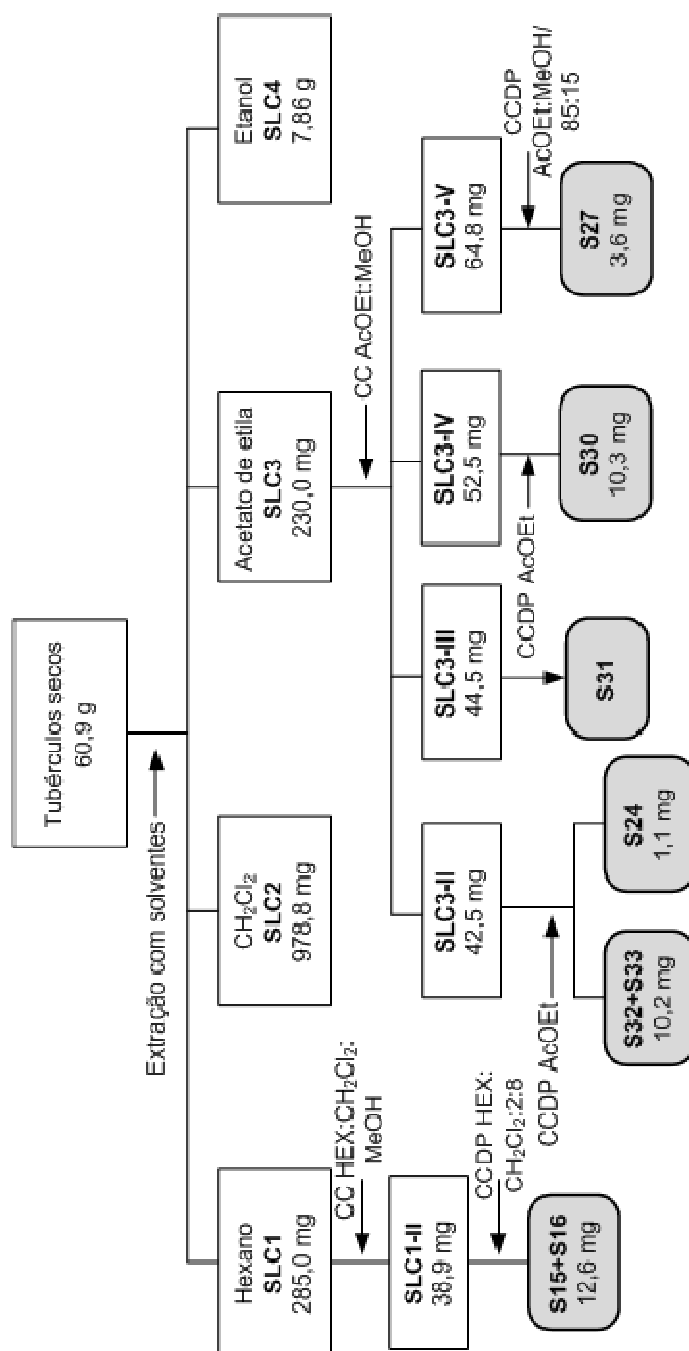 Tubérculos secos
60,9 g
Extração com solventes
Hexano
SLC1
285,0 mg
CH₂Cl₂
SLC2
978,8 mg
Acetato de etila
SLC3
230,0 mg
Etanol
SLC4
7,86 g
CC HEX:CH₂Cl₂:
MeOH
CC AcOEt:MeOH
SLC1-II
38,9 mg
SLC3-II
42,5 mg
SLC3-III
44,5 mg
SLC3-IV
52,5 mg
SLC3-V
64,8 mg
CCDP HEX:
CH₂Cl₂:2:8
CCDP AcOEt
CCDP AcOEt
CCDP
AcOEt:MeOH/
85:15
S15+S16
12,6 mg
S32+S33
10,2 mg
S24
1,1 mg
S31
S30
10,3 mg
S27
3,6 mg